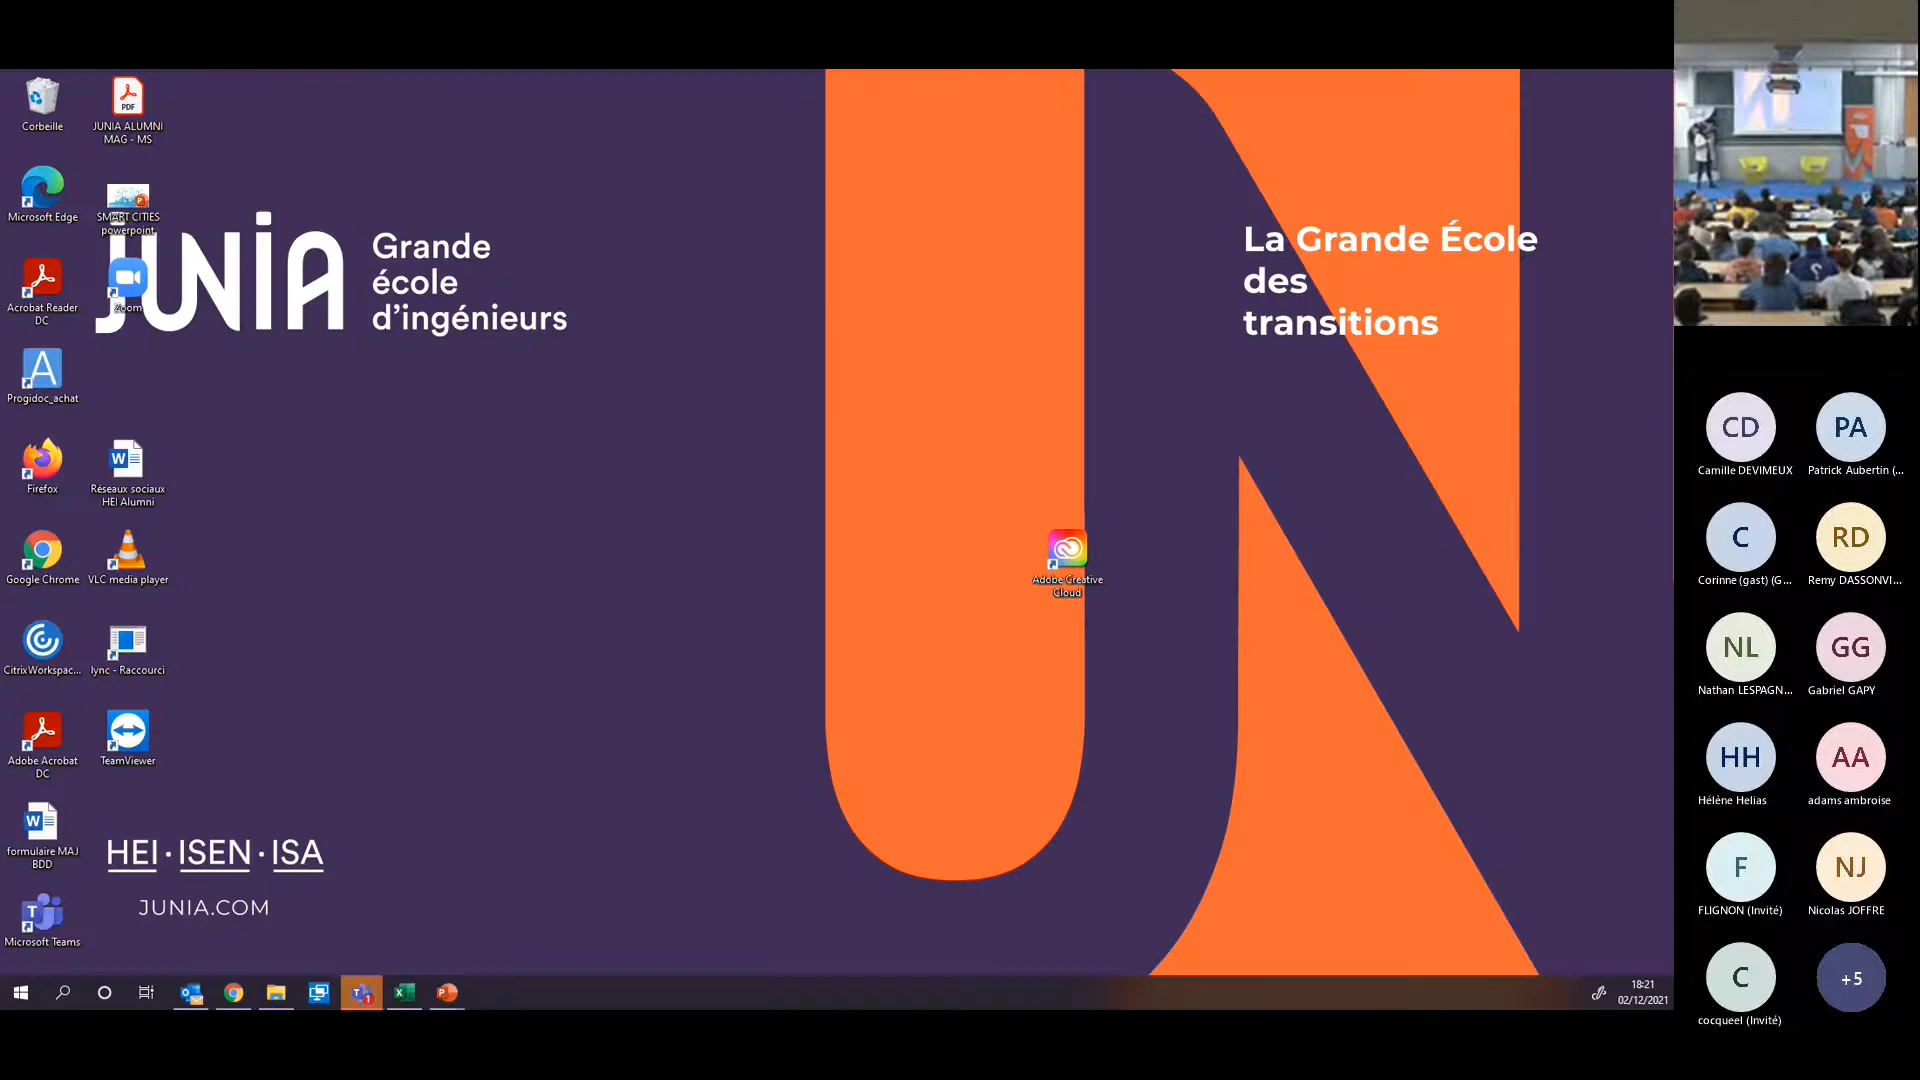 Corbeille
JUNIA ALUMNI
MAG - MS
PDF
Microsoft Edge
SMART CITIES
powerpoint
JUNIA
Grande
école
d'ingénieurs
La Grande École
des
transitions
Acrobat Reader
DC
Zoom
Progidoc_achat
Firefox
Réseaux sociaux
HEI Alumni
Google Chrome
VLC media player
Adobe Creative
Cloud
CitrixWorkspac...
lync - Raccourci
Adobe Acrobat
DC
TeamViewer
formulaire MAJ
BDD
HEI · ISEN · ISA
JUNIA.COM
Microsoft Teams
18:21
02/12/2021
CD
Camille DEVIMEUX
PA
Patrick Aubertin (...
C
Corinne (gast) (G...
RD
Remy DASSONVI...
NL
Nathan LESPAGN...
GG
Gabriel GAPY
HH
Hélène Helias
AA
adams ambroise
F
FLIGNON (Invité)
NJ
Nicolas JOFFRE
C
cocqueel (Invité)
+5